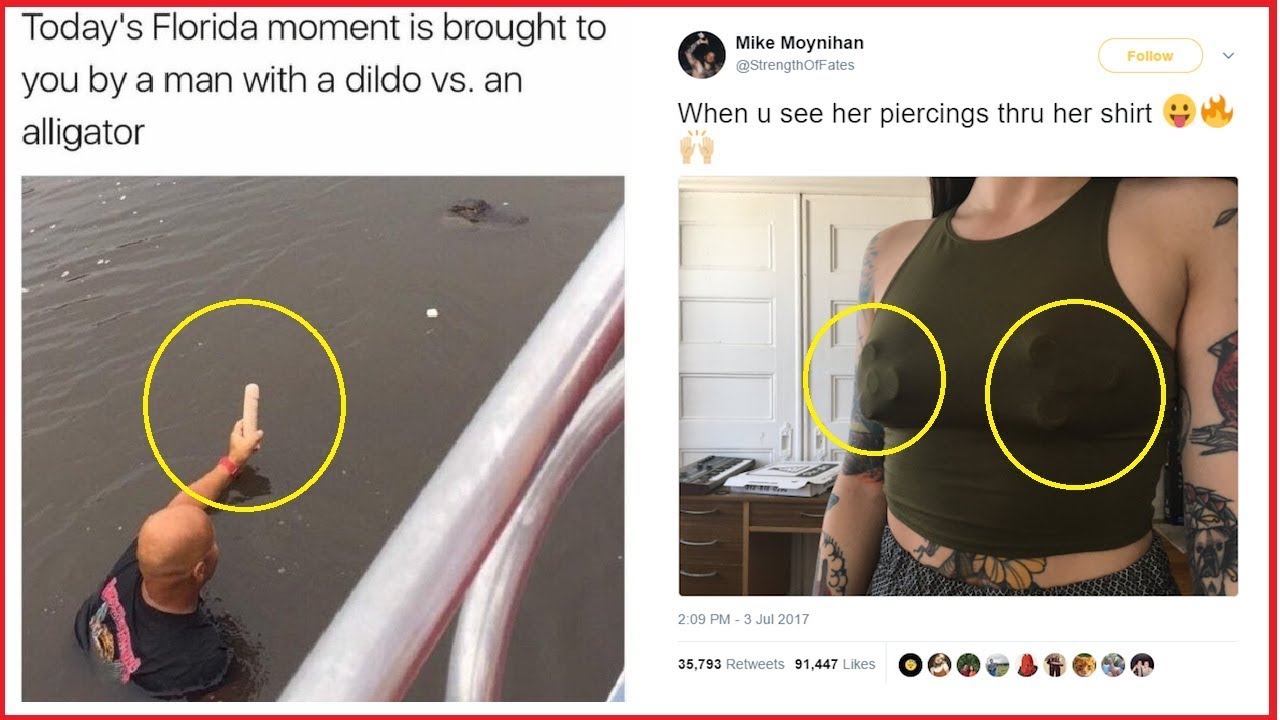 Today's Florida moment is brought to
you by a man with a dildo vs. an
alligator
Mike Moynihan
@StrengthOfFates
Follow
When u see her piercings thru her shirt 😛🔥
🙌🏻
2:09 PM - 3 Jul 2017
35,793 Retweets 91,447 Likes